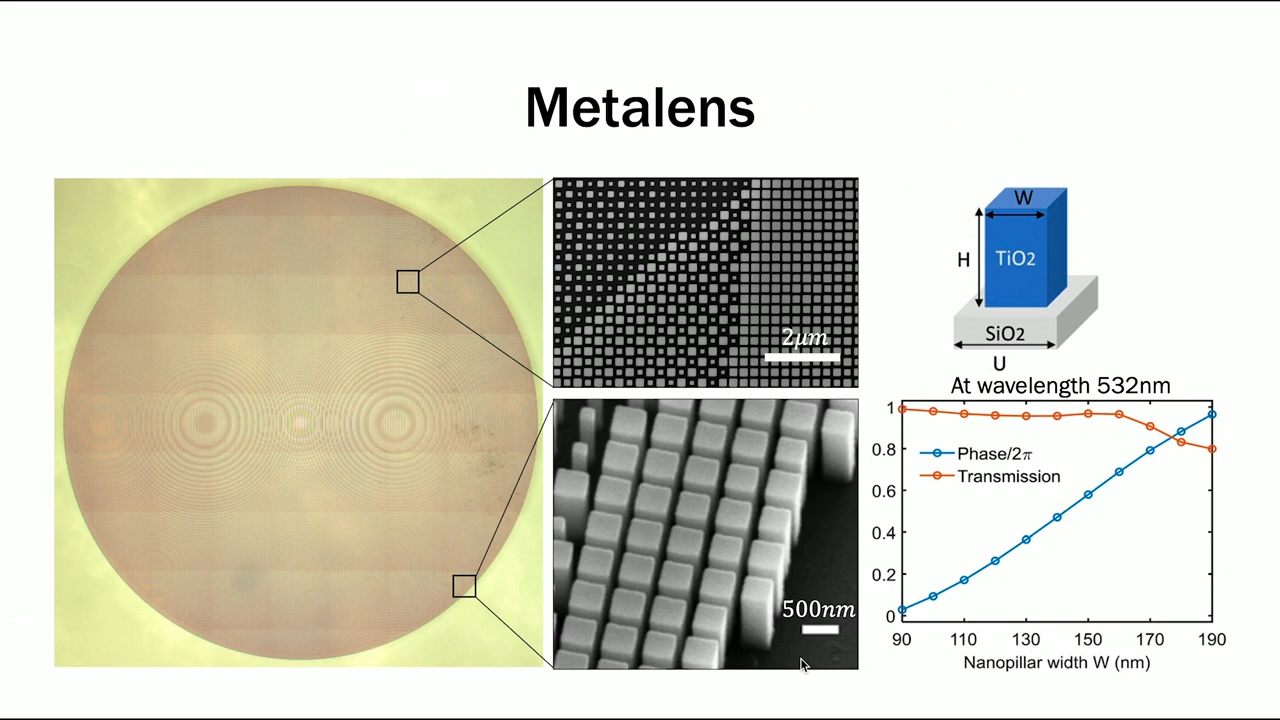 Metalens
2μm
500nm
W
H
TiO2
SiO2
U
At wavelength 532nm
1
0.8
0.6
0.4
0.2
0
Phase/2π
Transmission
90 110 130 150 170 190
Nanopillar width W (nm)